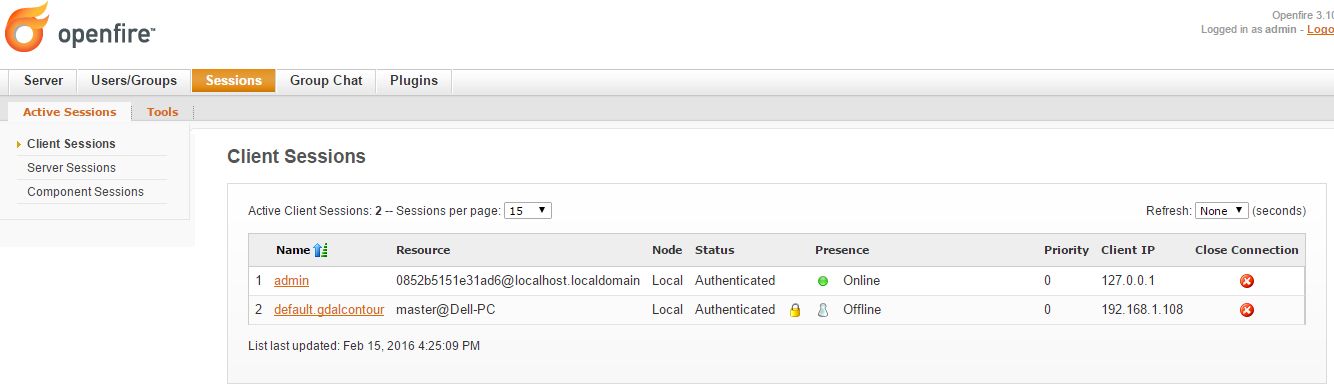 openfire™
Openfire 3.10
Logged in as admin - Logo
Server Users/Groups Sessions Group Chat Plugins
Active Sessions Tools
Client Sessions
Server Sessions
Component Sessions
Client Sessions
Active Client Sessions: 2 -- Sessions per page: 15
Refresh: None (seconds)
Name Resource Node Status Presence Priority Client IP Close Connection
1 admin 0852b5151e31ad6@localhost.localdomain Local Authenticated Online 0 127.0.0.1
2 default.gdalcontour master@Dell-PC Local Authenticated Offline 0 192.168.1.108
List last updated: Feb 15, 2016 4:25:09 PM